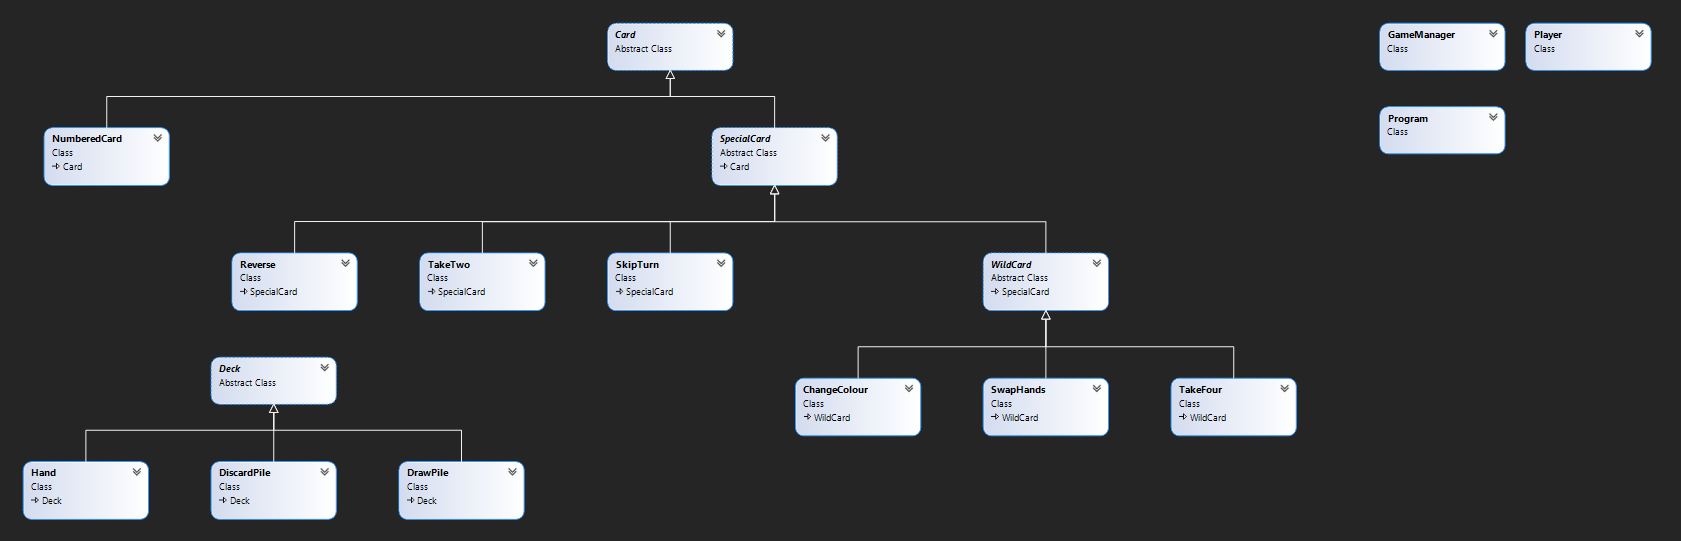 Card
Abstract Class
GameManager
Class
Player
Class
Program
Class
NumberedCard
Class
Card
SpecialCard
Abstract Class
Card
Reverse
Class
SpecialCard
TakeTwo
Class
SpecialCard
SkipTurn
Class
SpecialCard
WildCard
Abstract Class
SpecialCard
Deck
Abstract Class
ChangeColour
Class
WildCard
SwapHands
Class
WildCard
TakeFour
Class
WildCard
Hand
Class
Deck
DiscardPile
Class
Deck
DrawPile
Class
Deck